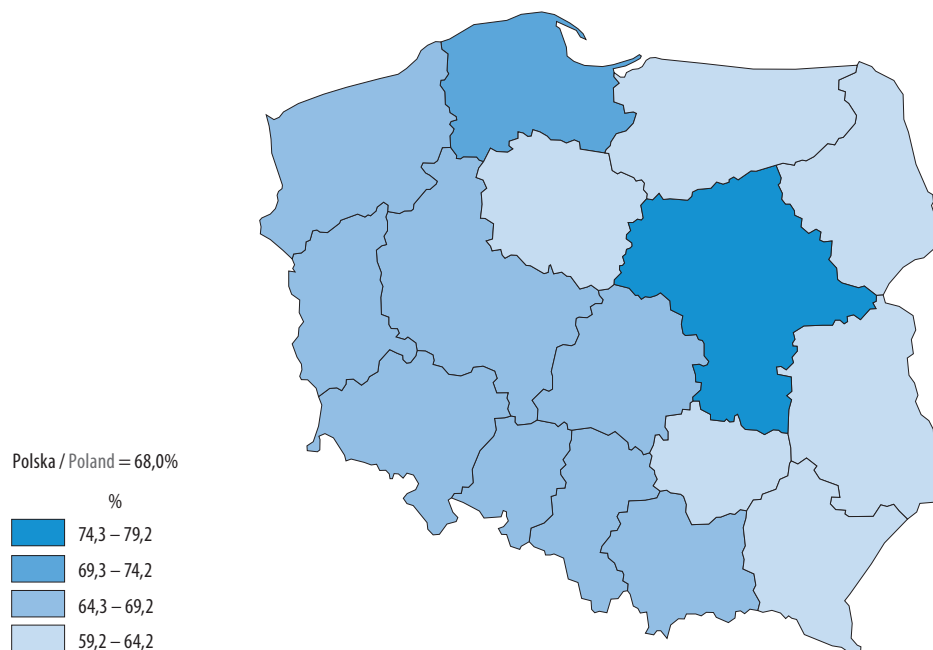 Polska / Poland = 68,0%
%
74,3 – 79,2
69,3 – 74,2
64,3 – 69,2
59,2 – 64,2